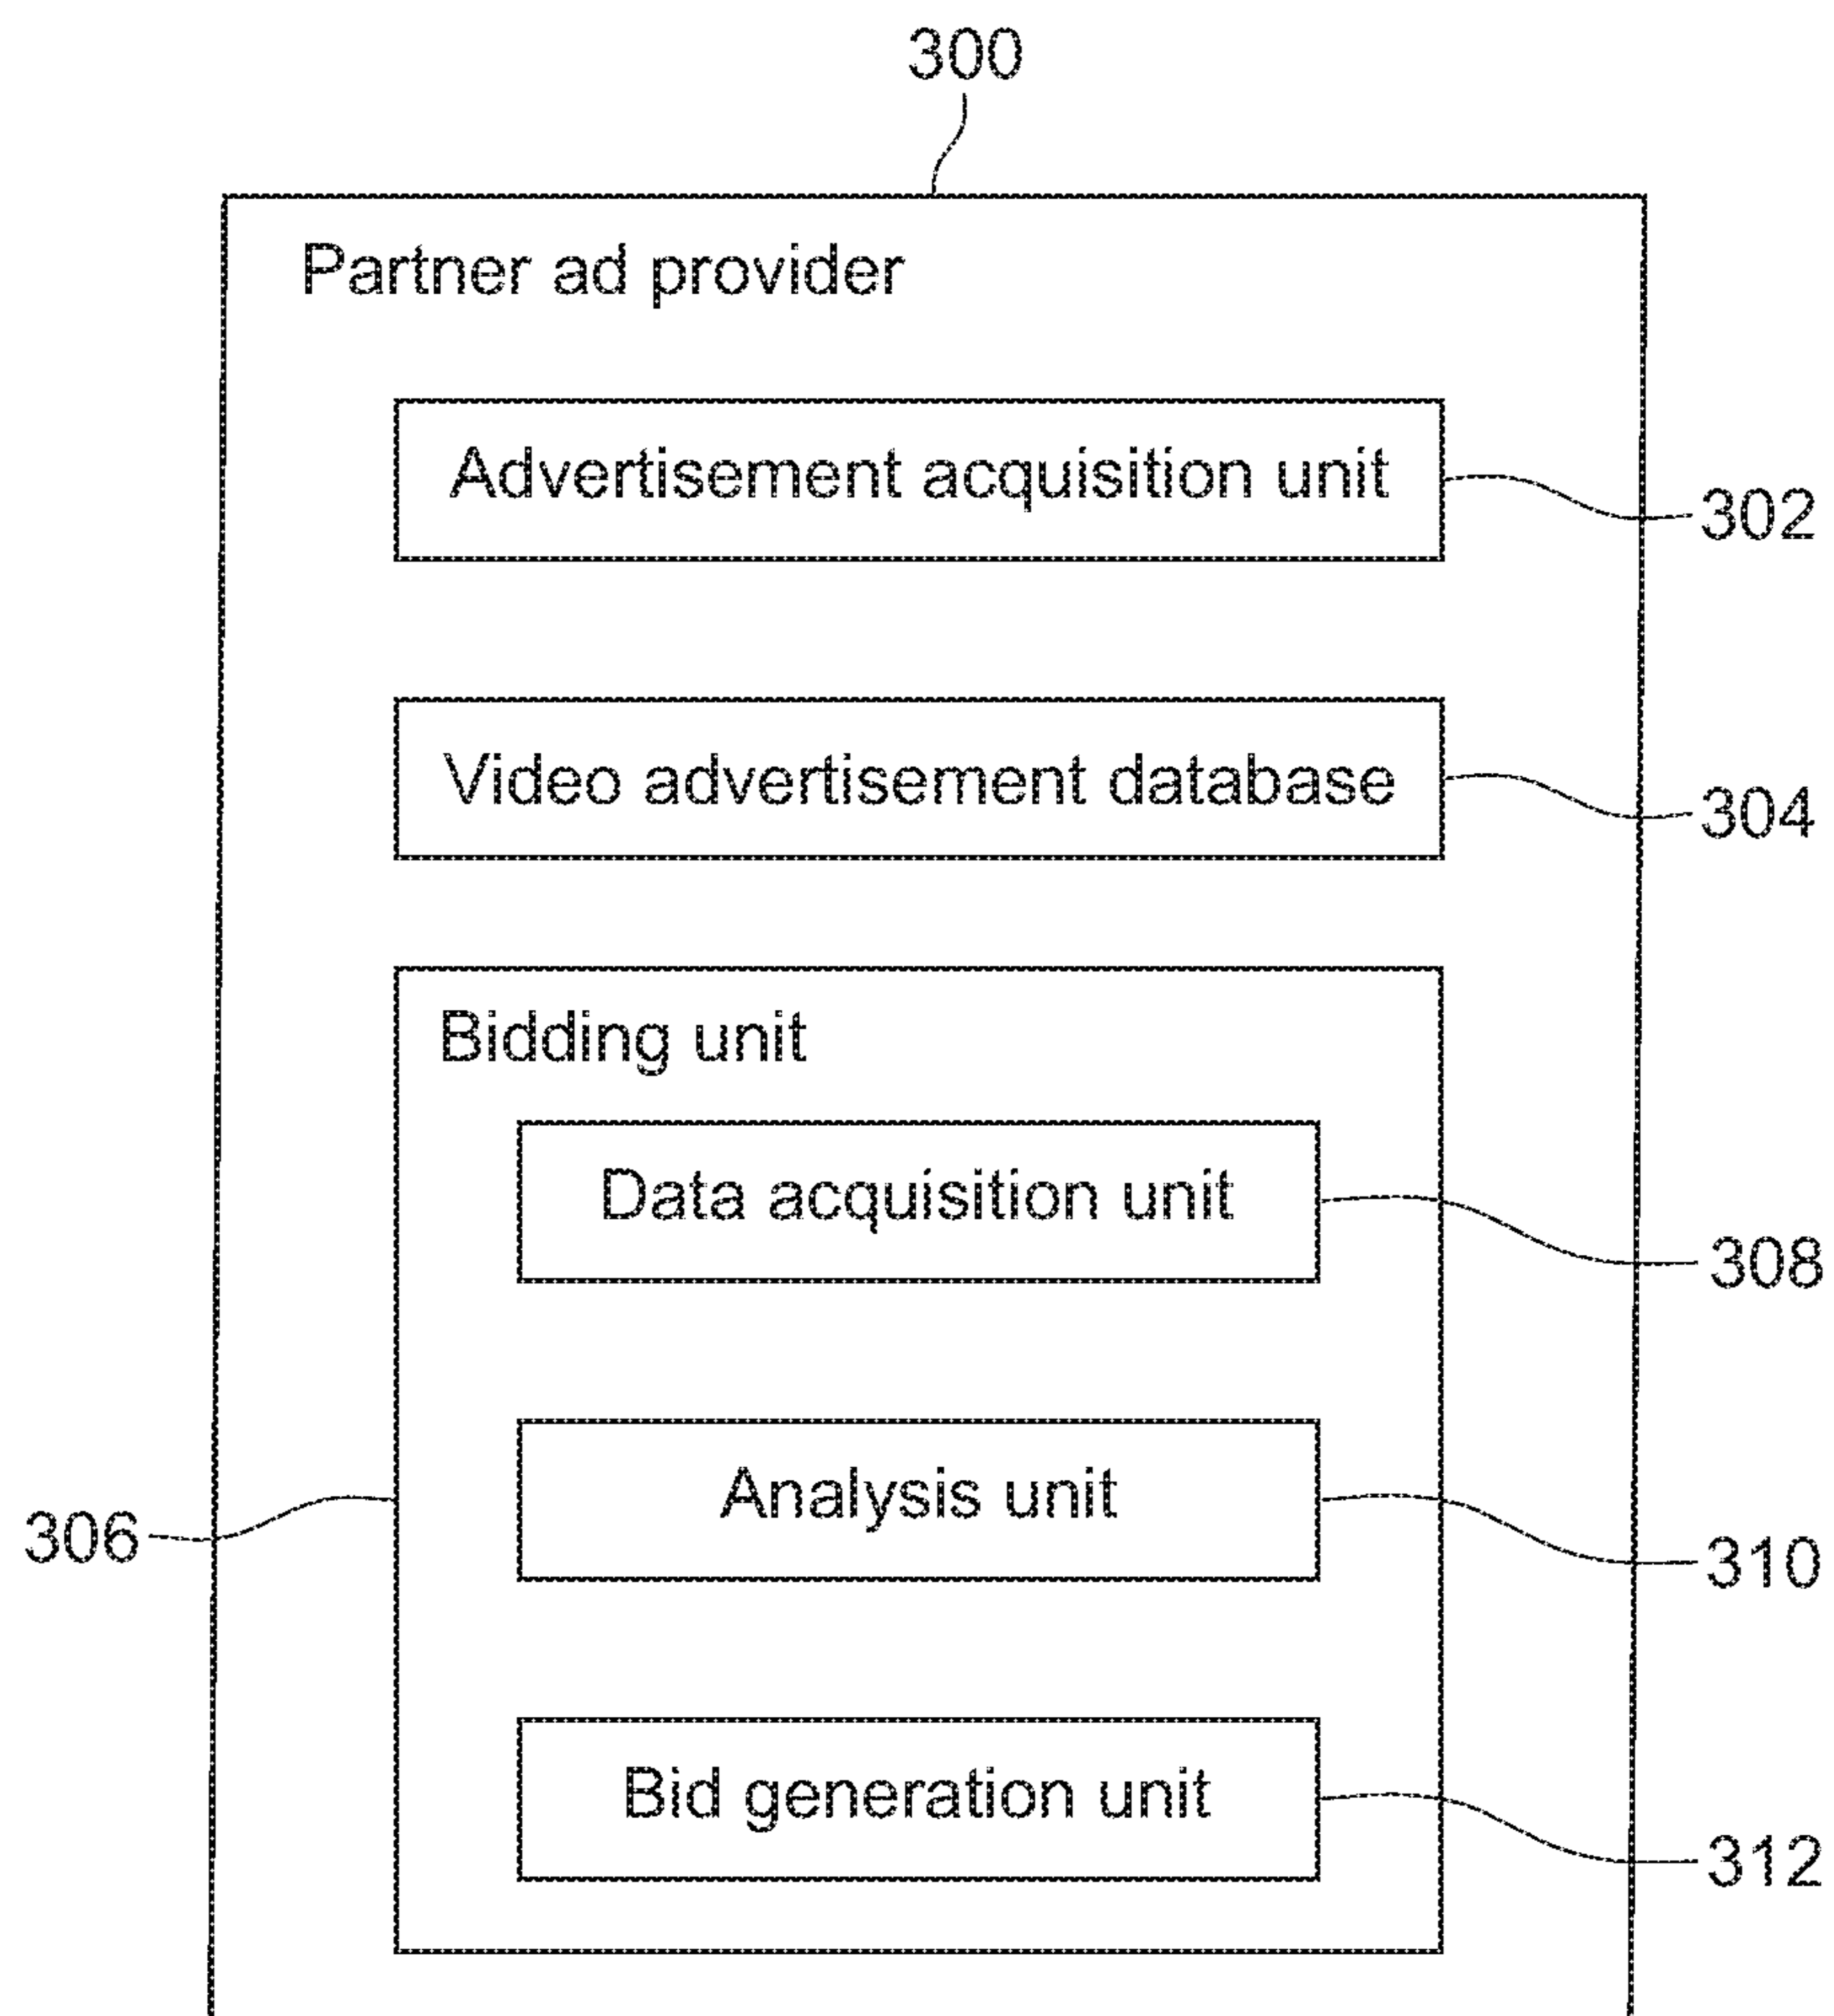 300
Partner ad provider
Advertisement acquisition unit
302
Video advertisement database
304
Bidding unit
Data acquisition unit
308
Analysis unit
306
310
Bid generation unit
312